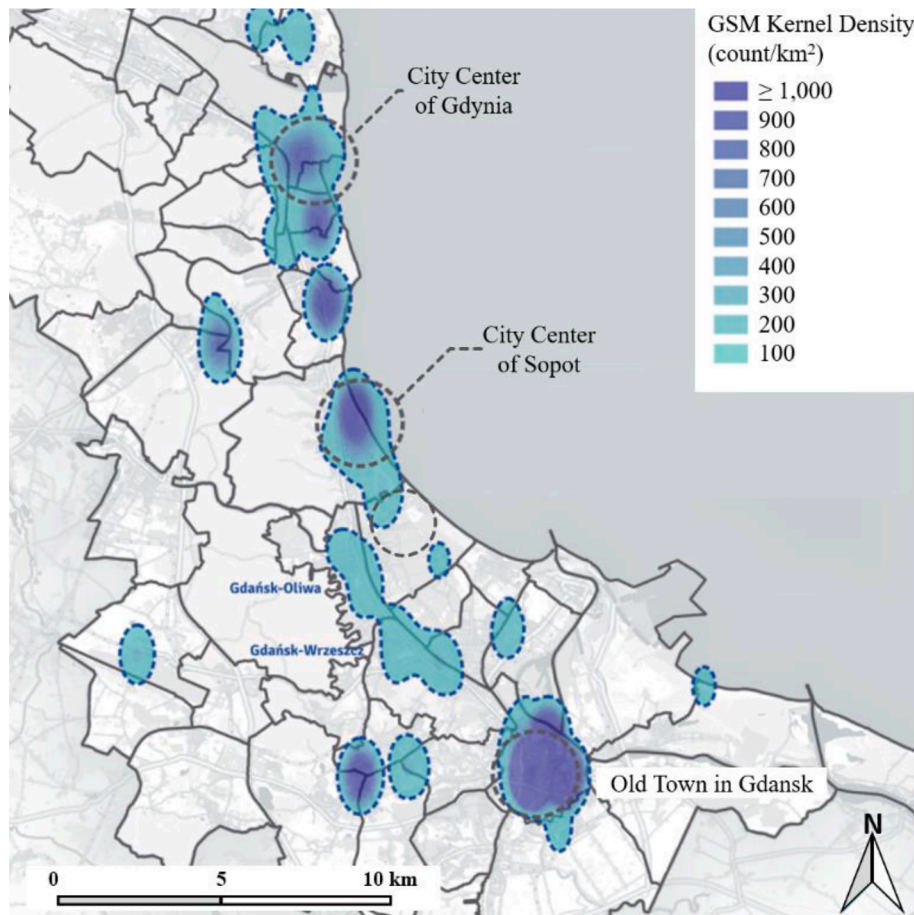 GSM Kernel Density
(count/km²)
≥ 1,000
900
800
700
600
500
400
300
200
100
City Center
of Gdynia
City Center
of Sopot
Gdańsk-Oliwa
Gdańsk-Wrzeszcz
Old Town in Gdansk
N
0 5 10 km